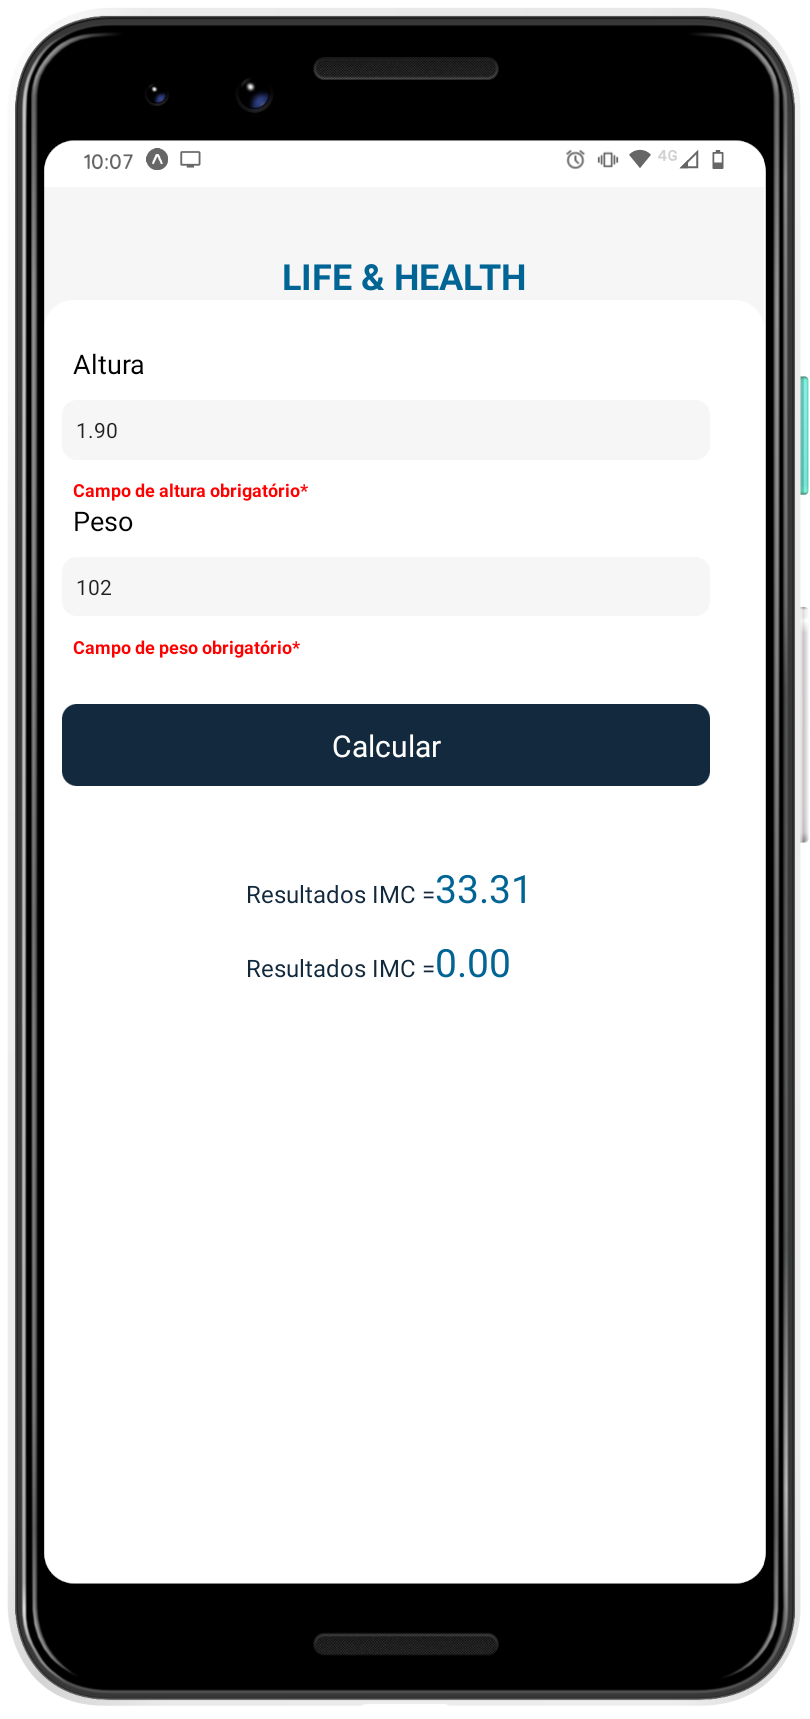 10:07 4G
LIFE & HEALTH
Altura
1.90
Campo de altura obrigatório*
Peso
102
Campo de peso obrigatório*
Calcular
Resultados IMC =33.31
Resultados IMC =0.00